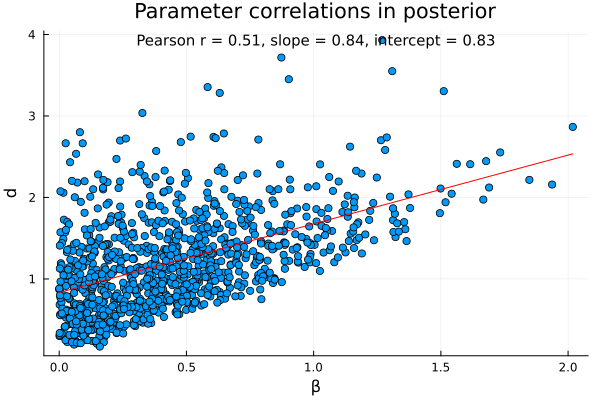 Parameter correlations in posterior
Pearson r = 0.51, slope = 0.84, intercept = 0.83
4
3
d
2
1
0.0 0.5 1.0 1.5 2.0
β